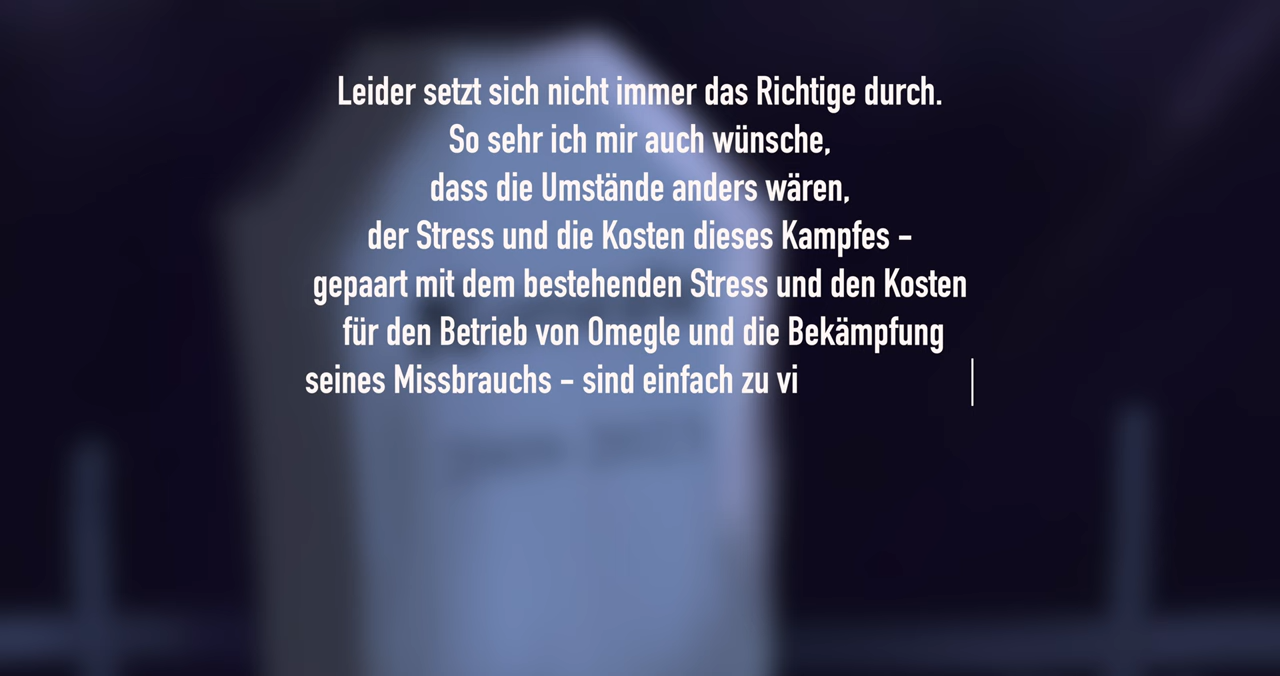 Leider setzt sich nicht immer das Richtige durch.
So sehr ich mir auch wünsche,
dass die Umstände anders wären,
der Stress und die Kosten dieses Kampfes –
gepaart mit dem bestehenden Stress und den Kosten
für den Betrieb von Omegle und die Bekämpfung
seines Missbrauchs – sind einfach zu vi